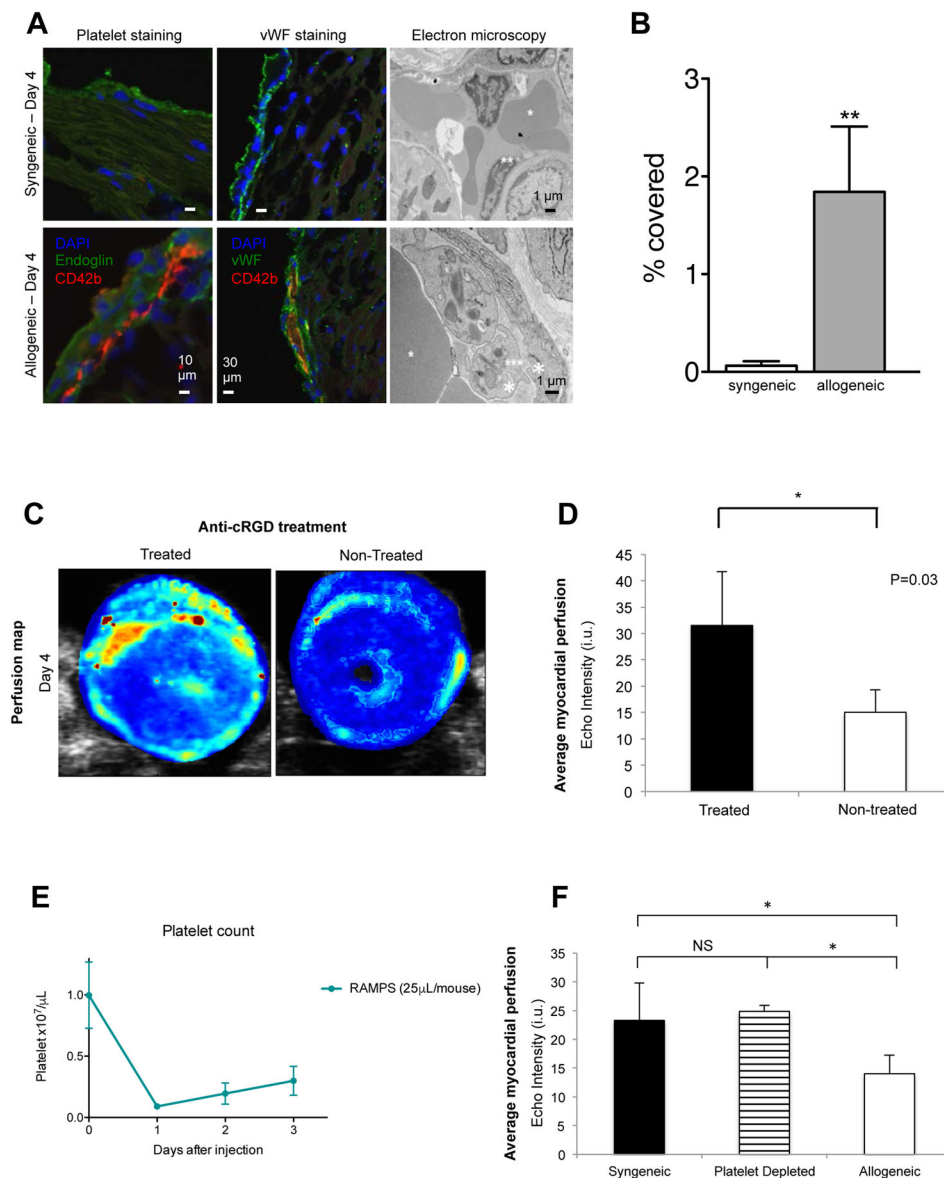 A
Platelet staining
vWF staining
Electron microscopy
Syngeneic – Day 4
*
**
1 µm
Allogeneic – Day 4
DAPI
Endoglin
CD42b
10
µm
DAPI
vWF
CD42b
30
µm
*
***
*
*
1 µm
B
% covered
3
2
1
0
**
syngeneic
allogeneic
C
Anti-cRGD treatment
Treated
Non-Treated
Perfusion map
Day 4
D
*
P=0.03
Average myocardial perfusion
Echo Intensity (i.u.)
45
40
35
30
25
20
15
10
5
0
Treated
Non-treated
E
Platelet count
RAMPS (25µL/mouse)
Platelet x10⁷/µL
1.0
0.5
0.0
0
1
2
3
Days after injection
F
*
NS
*
Average myocardial perfusion
Echo Intensity (i.u.)
35
30
25
20
15
10
5
0
Syngeneic
Platelet Depleted
Allogeneic